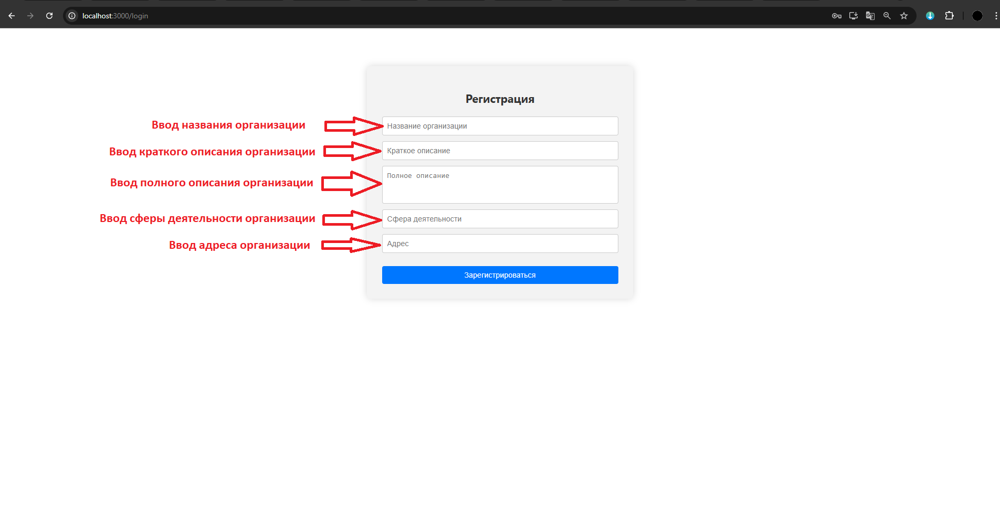 localhost:3000/login
Регистрация
Ввод названия организации
Название организации
Ввод краткого описания организации
Краткое описание
Ввод полного описания организации
Полное описание
Ввод сферы деятельности организации
Сфера деятельности
Ввод адреса организации
Адрес
Зарегистрироваться